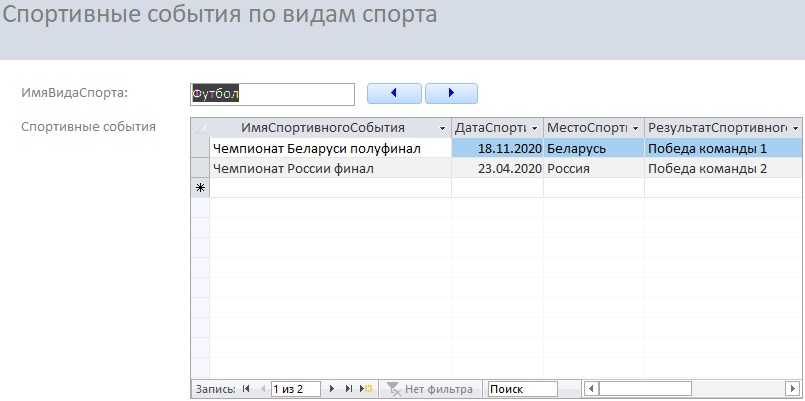 Спортивные события по видам спорта
ИмяВидаСпорта: Футбол
Спортивные события
ИмяСпортивногоСобытия ДатаСпорти МестоСпорти РезультатСпортивного
Чемпионат Беларуси полуфинал 18.11.2020 Беларусь Победа команды 1
Чемпионат России финал 23.04.2020 Россия Победа команды 2
Запись: 1 из 2 Нет фильтра Поиск